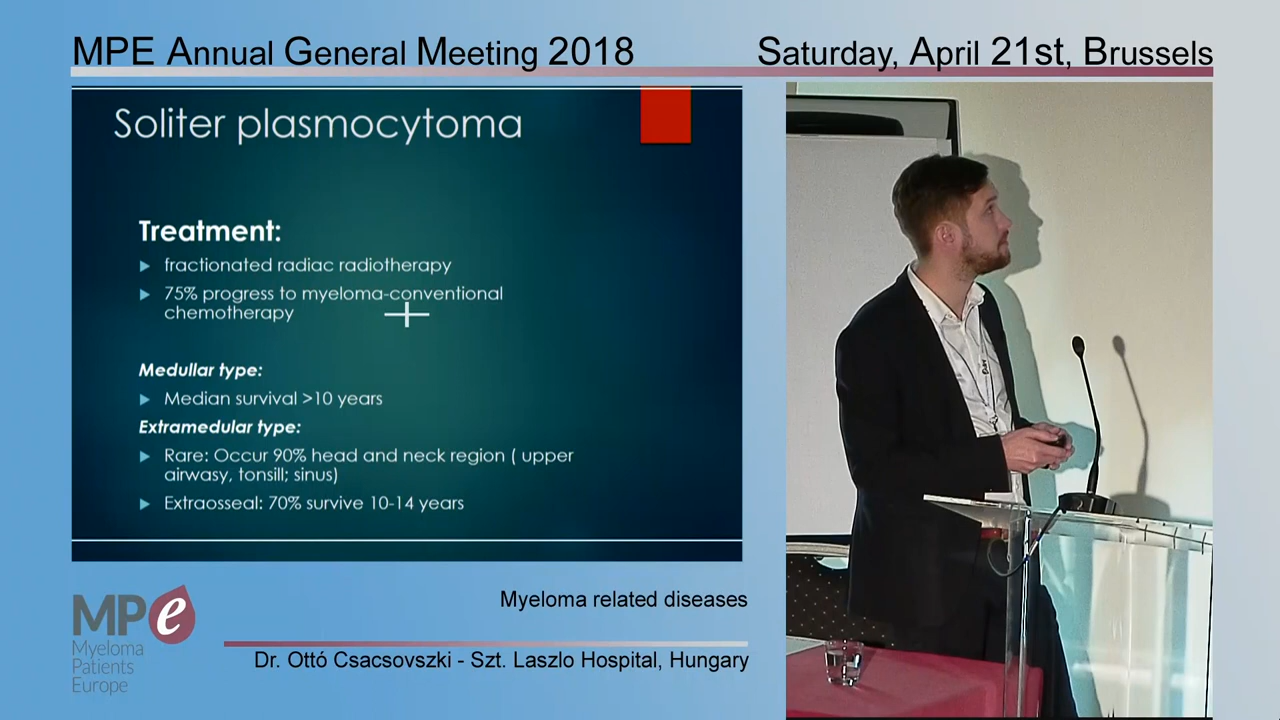 MPE Annual General Meeting 2018
Saturday, April 21st, Brussels
Soliter plasmocytoma
Treatment:
fractionated radiac radiotherapy
75% progress to myeloma-conventional
chemotherapy
Medullar type:
Median survival >10 years
Extramedular type:
Rare: Occur 90% head and neck region ( upper
airwasy, tonsill; sinus)
Extraosseal: 70% survive 10-14 years
MPe
Myeloma
Patients
Europe
Myeloma related diseases
Dr. Ottó Csacsovszki - Szt. Laszlo Hospital, Hungary